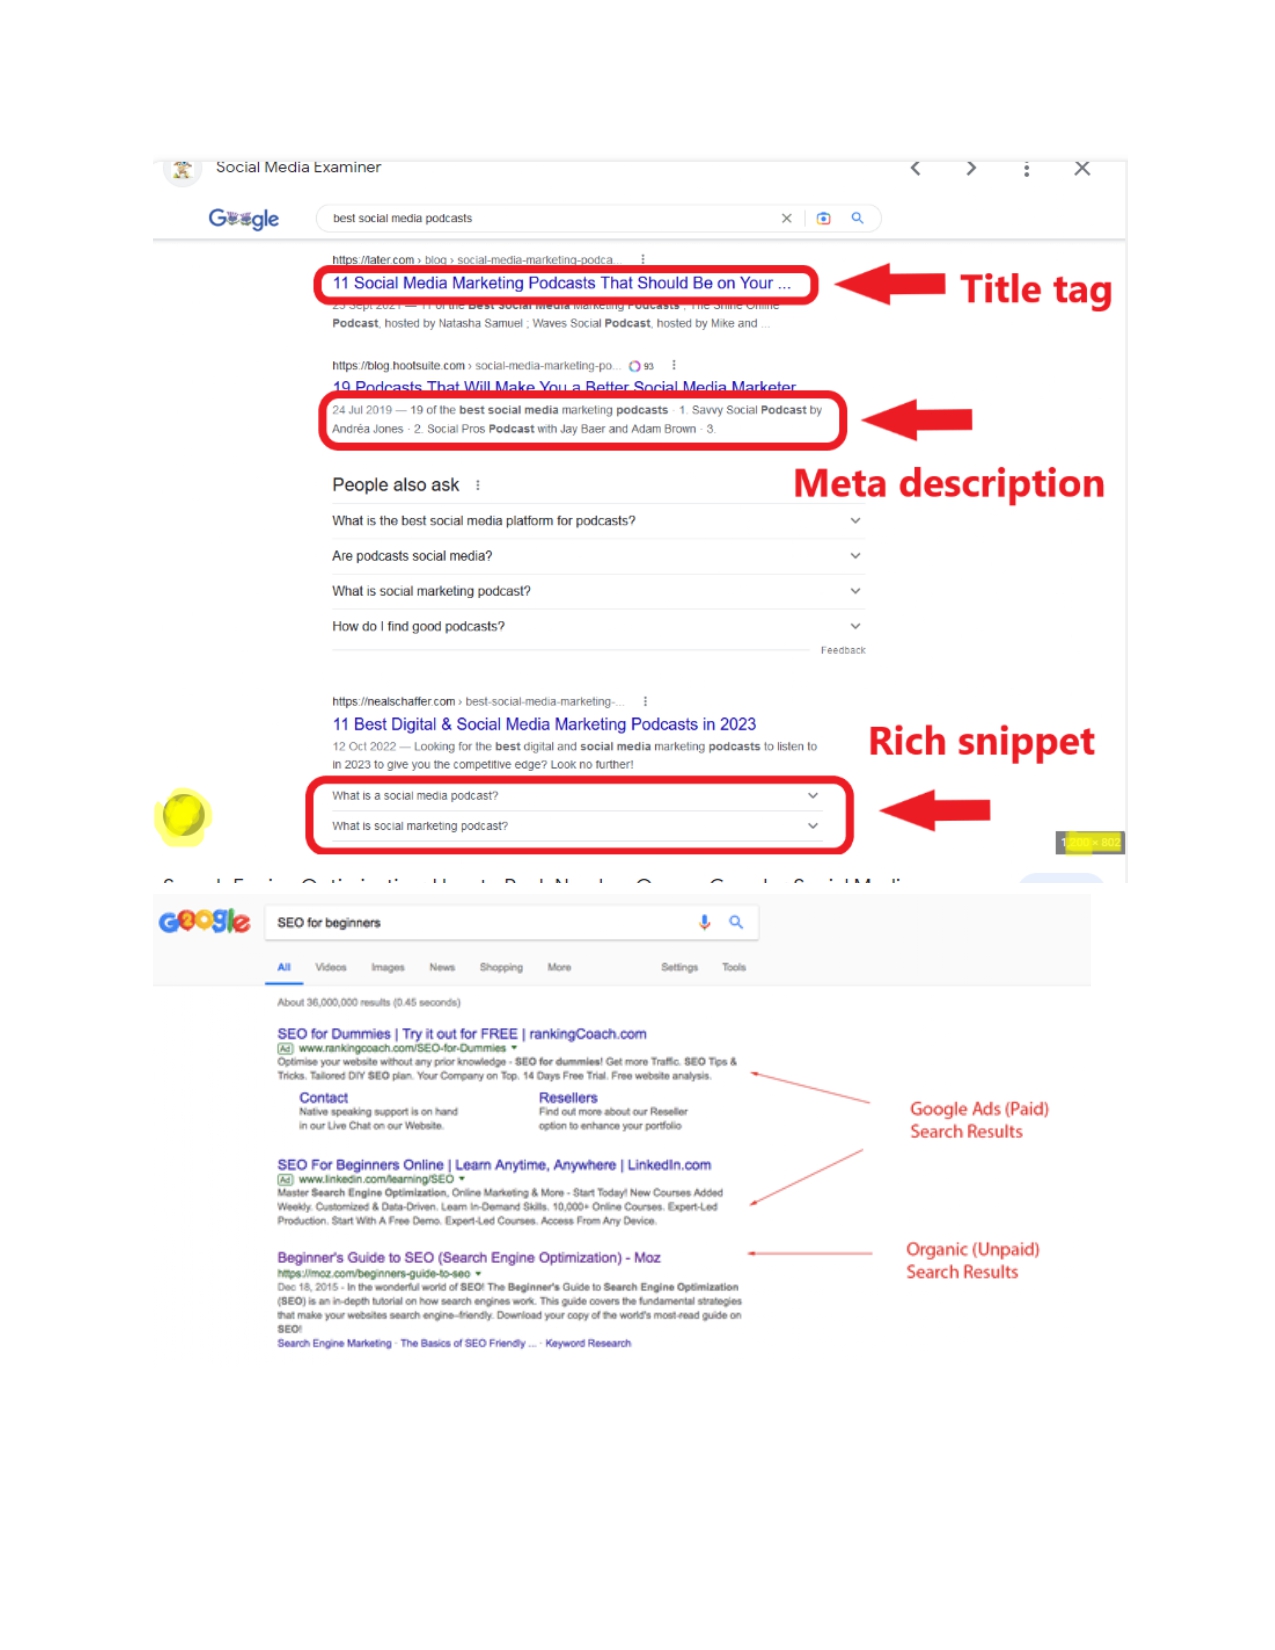 Social Media Examiner
Google
best social media podcasts
https://later.com › blog › social-media-marketing-podca...
11 Social Media Marketing Podcasts That Should Be on Your ...
Title tag
23 Sept 2021 — 11 of the Best Social Media Marketing Podcasts ; The Shine Online
Podcast, hosted by Natasha Samuel ; Waves Social Podcast, hosted by Mike and ...
https://blog.hootsuite.com › social-media-marketing-po... 93
19 Podcasts That Will Make You a Better Social Media Marketer
24 Jul 2019 — 19 of the best social media marketing podcasts · 1. Savvy Social Podcast by
Andréa Jones · 2. Social Pros Podcast with Jay Baer and Adam Brown · 3.
Meta description
People also ask
What is the best social media platform for podcasts?
Are podcasts social media?
What is social marketing podcast?
How do I find good podcasts?
Feedback
https://nealschaffer.com › best-social-media-marketing-...
11 Best Digital & Social Media Marketing Podcasts in 2023
12 Oct 2022 — Looking for the best digital and social media marketing podcasts to listen to
in 2023 to give you the competitive edge? Look no further!
Rich snippet
What is a social media podcast?
What is social marketing podcast?
1,200 × 802
Google
SEO for beginners
All Videos Images News Shopping More Settings Tools
About 36,000,000 results (0.45 seconds)
SEO for Dummies | Try it out for FREE | rankingCoach.com
Ad www.rankingcoach.com/SEO-for-Dummies
Optimise your website without any prior knowledge - SEO for dummies! Get more Traffic. SEO Tips &
Tricks. Tailored DIY SEO plan. Your Company on Top. 14 Days Free Trial. Free website analysis.
Contact Resellers
Native speaking support is on hand Find out more about our Reseller
in our Live Chat on our Website. option to enhance your portfolio
Google Ads (Paid)
Search Results
SEO For Beginners Online | Learn Anytime, Anywhere | LinkedIn.com
Ad www.linkedin.com/learning/SEO
Master Search Engine Optimization, Online Marketing & More - Start Today! New Courses Added
Weekly. Customized & Data-Driven. Learn In-Demand Skills. 10,000+ Online Courses. Expert-Led
Production. Start With A Free Demo. Expert-Led Courses. Access From Any Device.
Beginner's Guide to SEO (Search Engine Optimization) - Moz
https://moz.com/beginners-guide-to-seo
Organic (Unpaid)
Search Results
Dec 18, 2015 - In the wonderful world of SEO! The Beginner's Guide to Search Engine Optimization
(SEO) is an in-depth tutorial on how search engines work. This guide covers the fundamental strategies
that make your websites search engine–friendly. Download your copy of the world's most-read guide on
SEO!
Search Engine Marketing · The Basics of SEO Friendly ... · Keyword Research